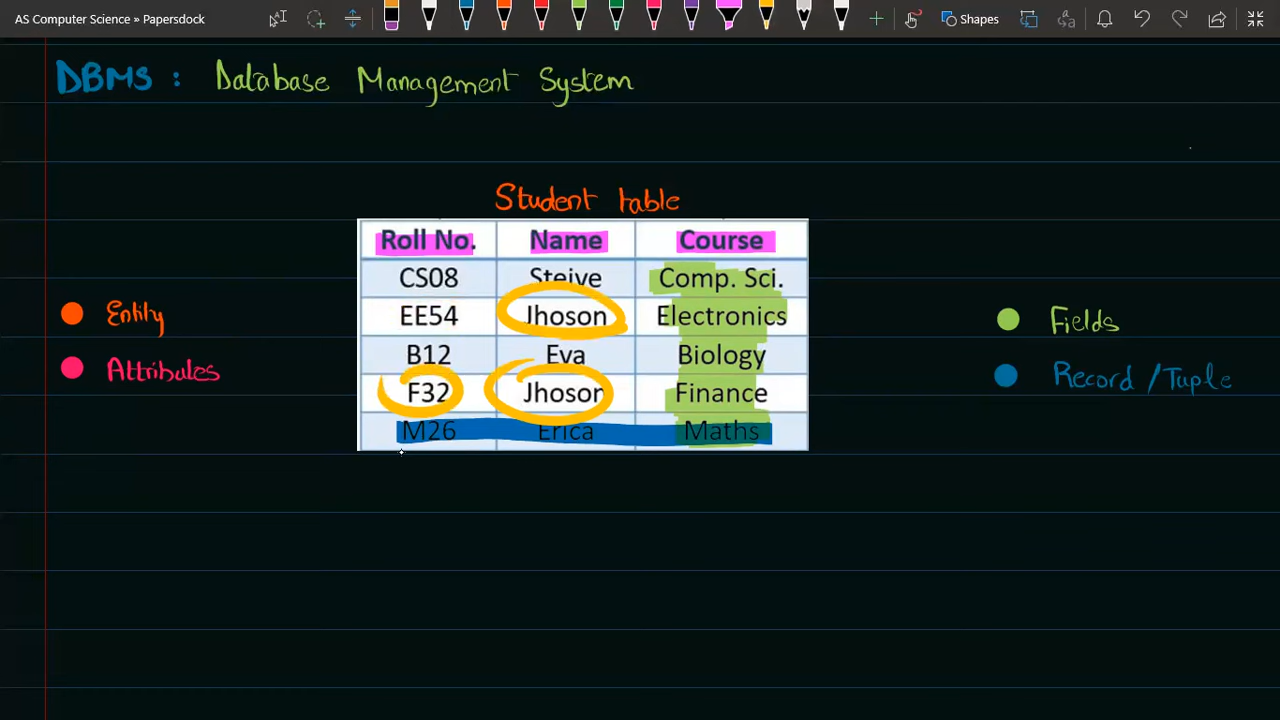 AS Computer Science » Papersdock
Shapes
DBMS : Database Management System
Student table
Roll No. Name Course
CS08 Steive Comp. Sci.
EE54 Jhoson Electronics
B12 Eva Biology
F32 Jhoson Finance
M26 Erica Maths
Entity
Attributes
Fields
Record / Tuple